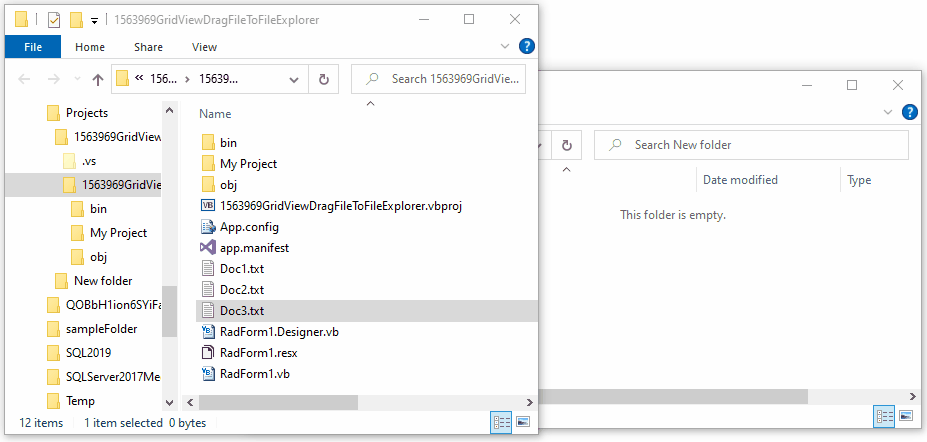 1563969GridViewDragFileToFileExplorer
File Home Share View
« 156... > 15639...
Search 1563969GridVie...
Projects
1563969GridView
.vs
1563969GridVie
bin
My Project
obj
New folder
QOBbH1ion6SYiFa
sampleFolder
SQL2019
SQLServer2017Me
Temp
Name
bin
My Project
obj
1563969GridViewDragFileToFileExplorer.vbproj
App.config
app.manifest
Doc1.txt
Doc2.txt
Doc3.txt
RadForm1.Designer.vb
RadForm1.resx
RadForm1.vb
12 items 1 item selected 0 bytes
Search New folder
Date modified Type
This folder is empty.